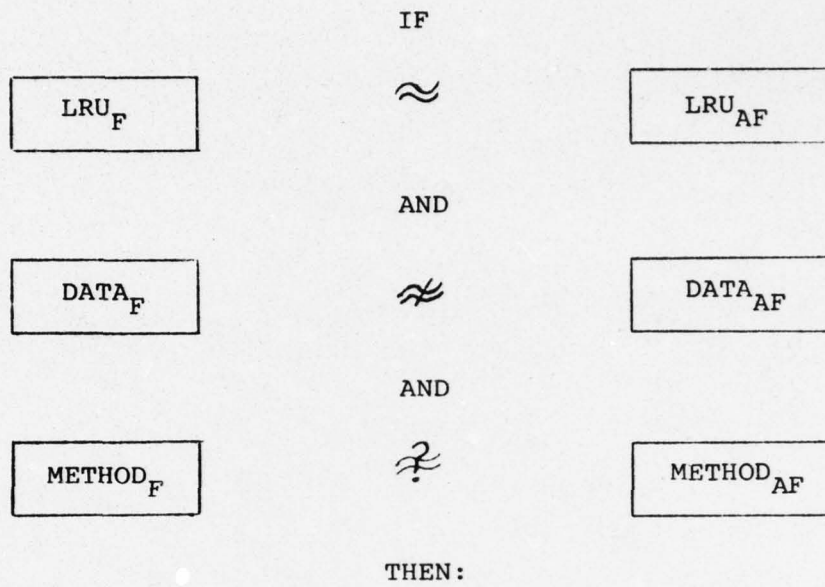 IF
LRU_F ≈ LRU_AF
AND
DATA_F ≉ DATA_AF
AND
METHOD_F ≈? METHOD_AF
THEN: